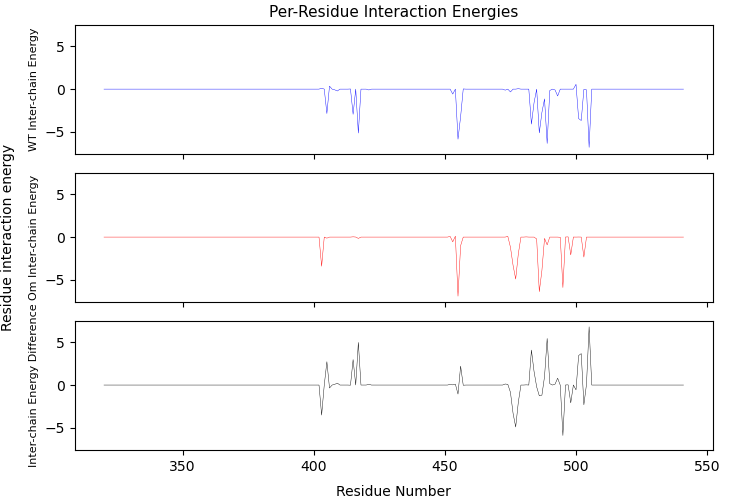 Per-Residue Interaction Energies
Residue interaction energy
WT Inter-chain Energy
5
0
−5
Om Inter-chain Energy
5
0
−5
Inter-chain Energy Difference
5
0
−5
350
400
450
500
550
Residue Number